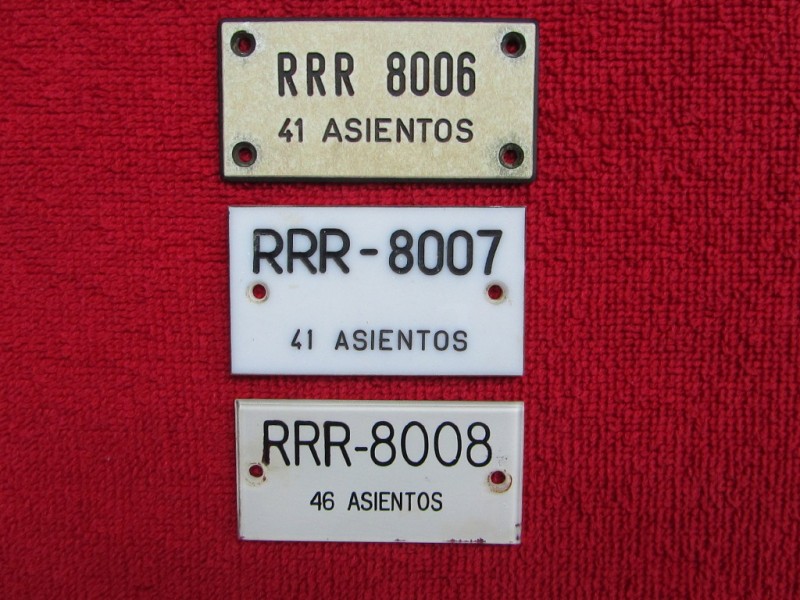 RRR 8006
41 ASIENTOS
RRR-8007
41 ASIENTOS
RRR-8008
46 ASIENTOS